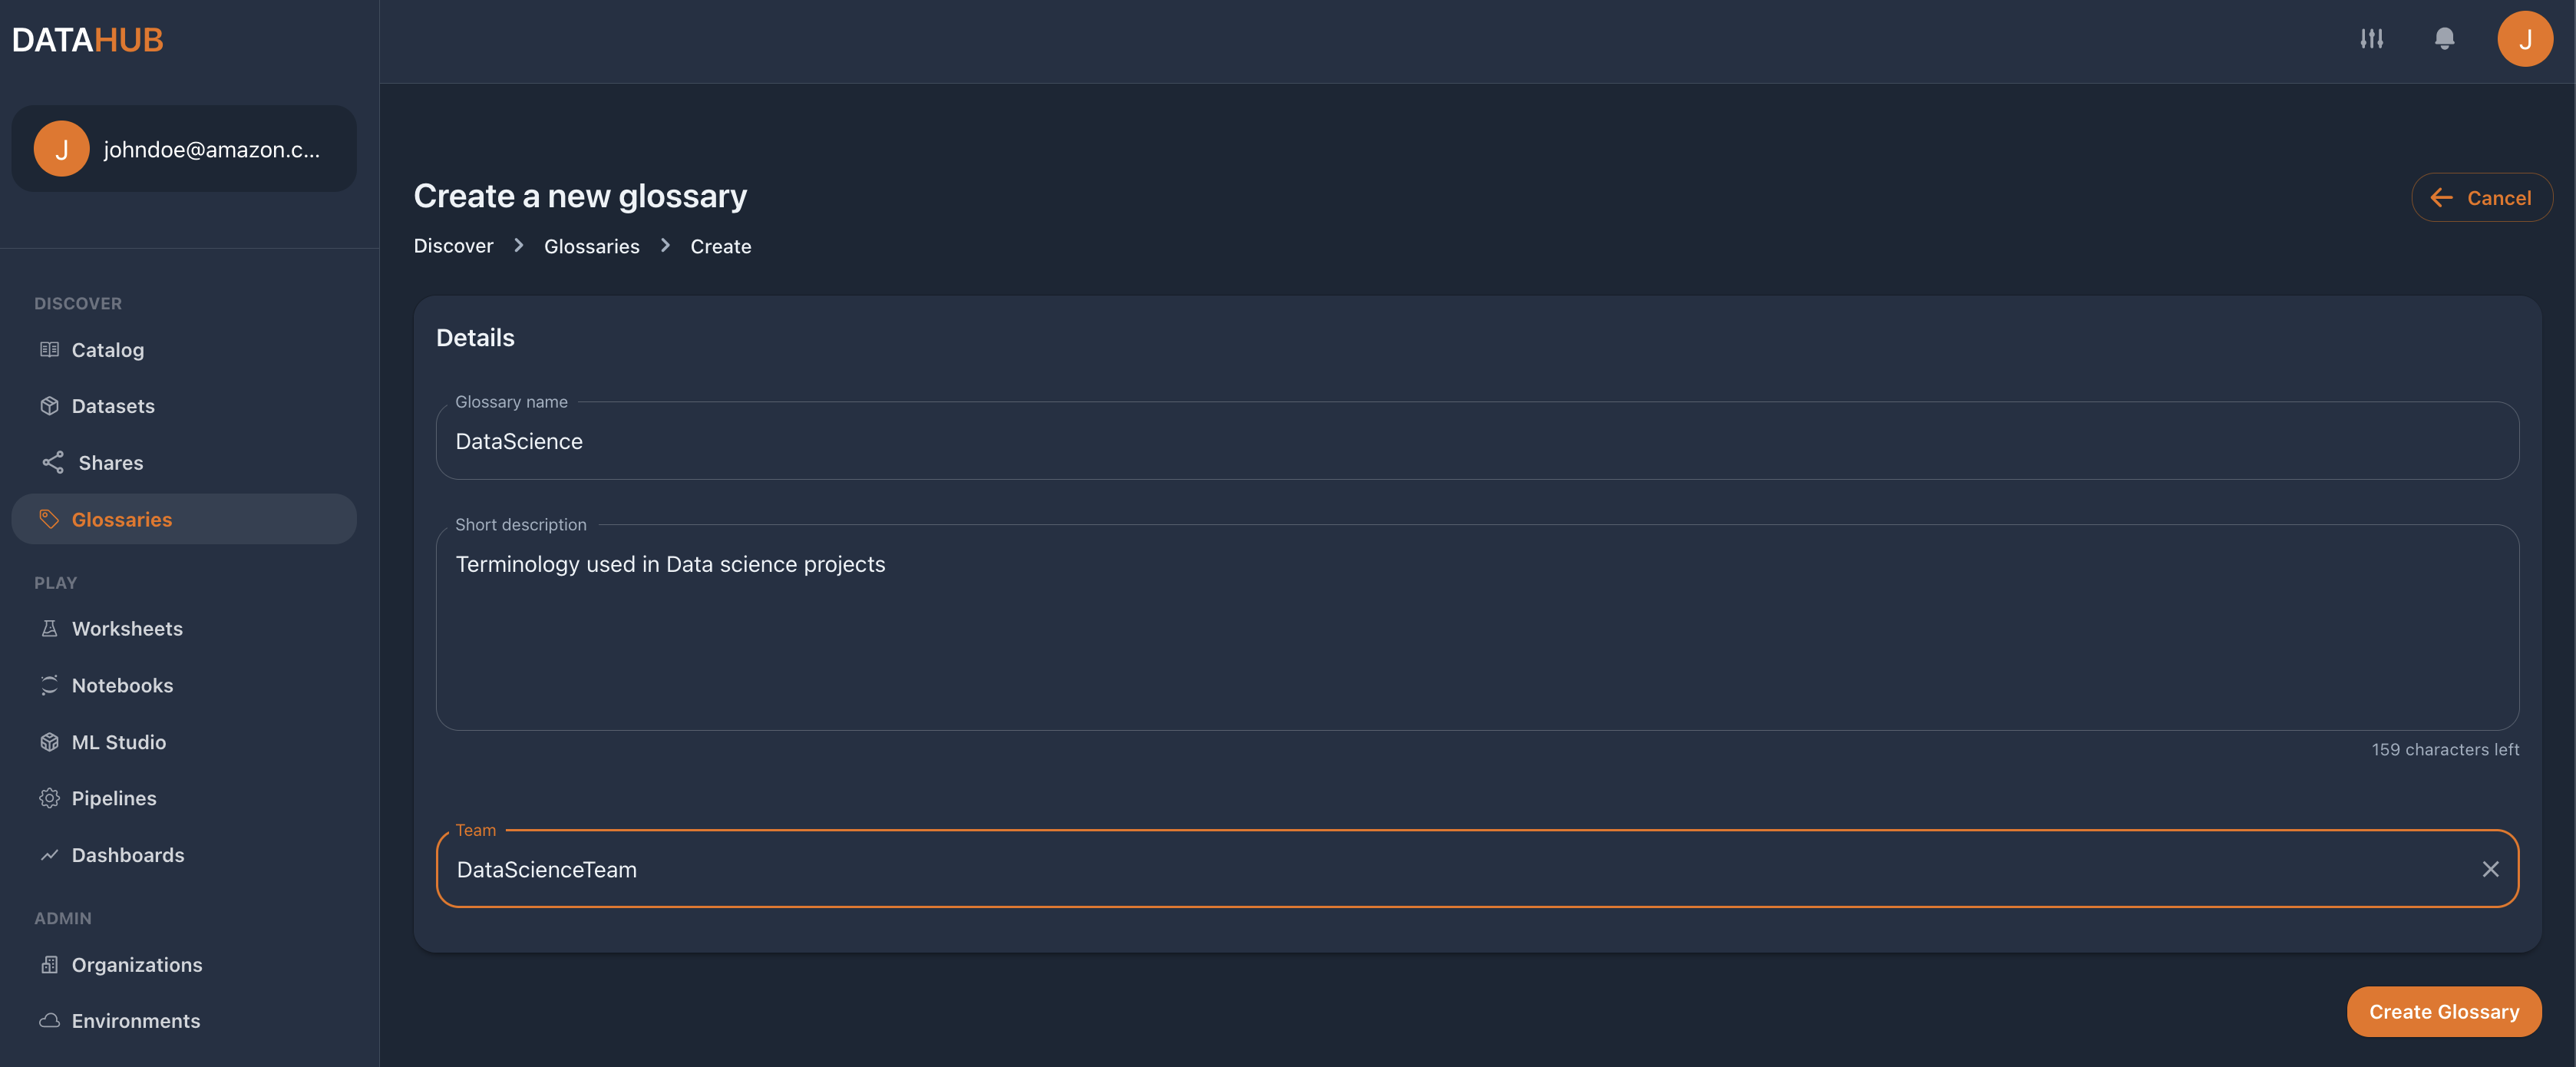 DATAHUB
J
J
johndoe@amazon.c...
Create a new glossary
Cancel
Discover > Glossaries > Create
DISCOVER
Catalog
Datasets
Shares
Glossaries
PLAY
Worksheets
Notebooks
ML Studio
Pipelines
Dashboards
ADMIN
Organizations
Environments
Details
Glossary name
DataScience
Short description
Terminology used in Data science projects
159 characters left
Team
DataScienceTeam
Create Glossary